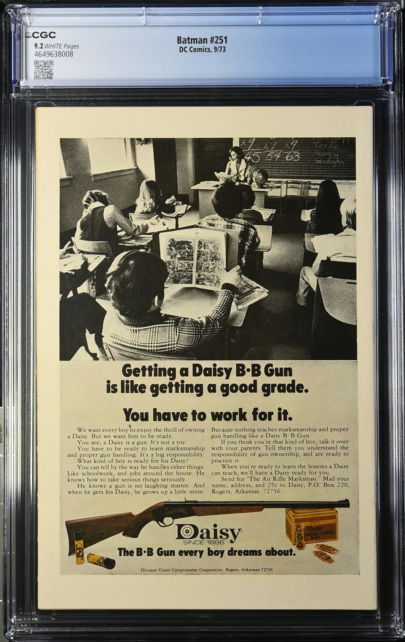 CGC
9.2 WHITE Pages
4649638008
Batman #251
DC Comics, 9/73
Getting a Daisy B·B Gun
is like getting a good grade.
You have to work for it.
We want every boy to enjoy the thrill of owning
a Daisy. But we want him to be ready.
You see, a Daisy is a gun. It's not a toy.
You have to be ready to learn marksmanship
and proper gun handling. It's a big responsibility.
What kind of boy is ready for his Daisy?
You can tell by the way he handles other things.
Like schoolwork, and jobs around the house. He
knows how to take serious things seriously.
He knows a gun is no laughing matter. And
when he gets his Daisy, he grows up a little more.
Because nothing teaches marksmanship and proper
gun handling like a Daisy B·B Gun.
If you think you're that kind of boy, talk it over
with your parents. Tell them you understand the
responsibility of gun ownership, and are ready to
practice it.
When you're ready to learn the lessons a Daisy
can teach, we'll have a Daisy ready for you.
Send for "The Air Rifle Marksman." Mail your
name, address, and 25c to Daisy, P.O. Box 220,
Rogers, Arkansas 72756.
Daisy
SINCE 1886
The B·B Gun every boy dreams about.
Division Victor Comptometer Corporation, Rogers, Arkansas 72756